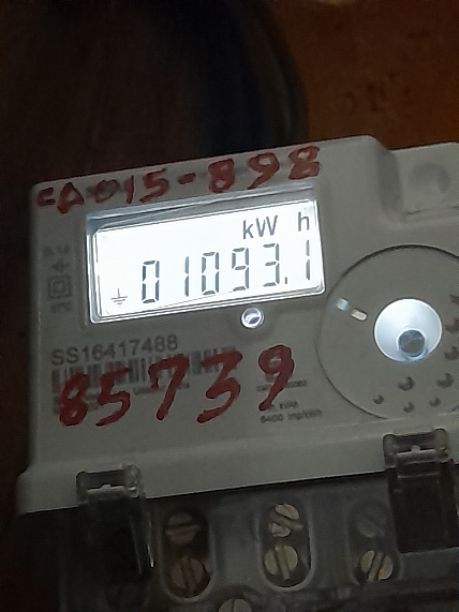 CA015-898
kW h
01093.1
SS16417488
85739
6400 imp/kWh